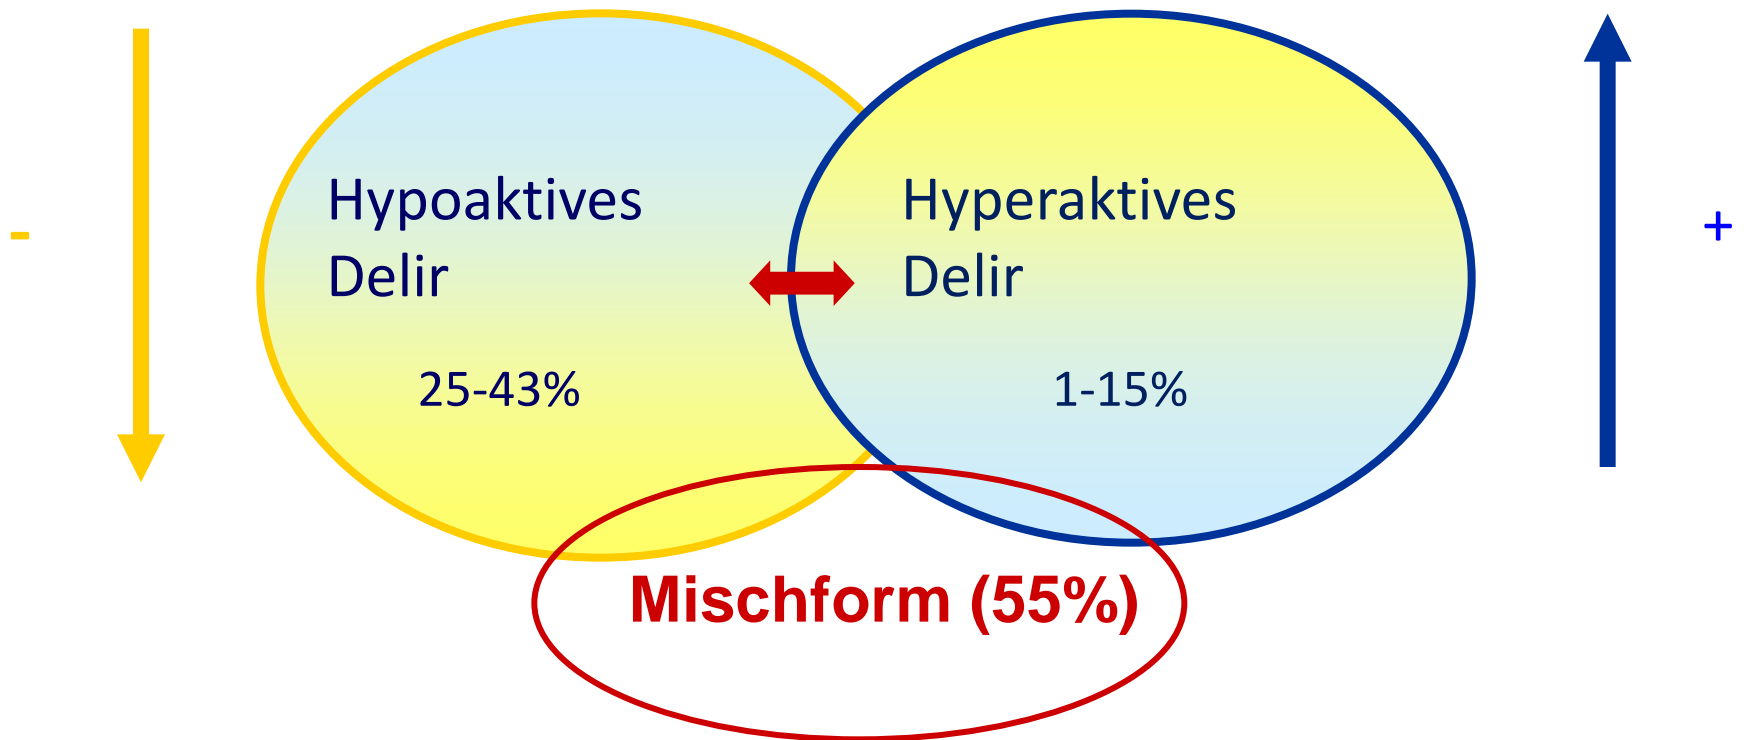 Hypoaktives
Delir
25-43%
Hyperaktives
Delir
1-15%
-
+
Mischform (55%)